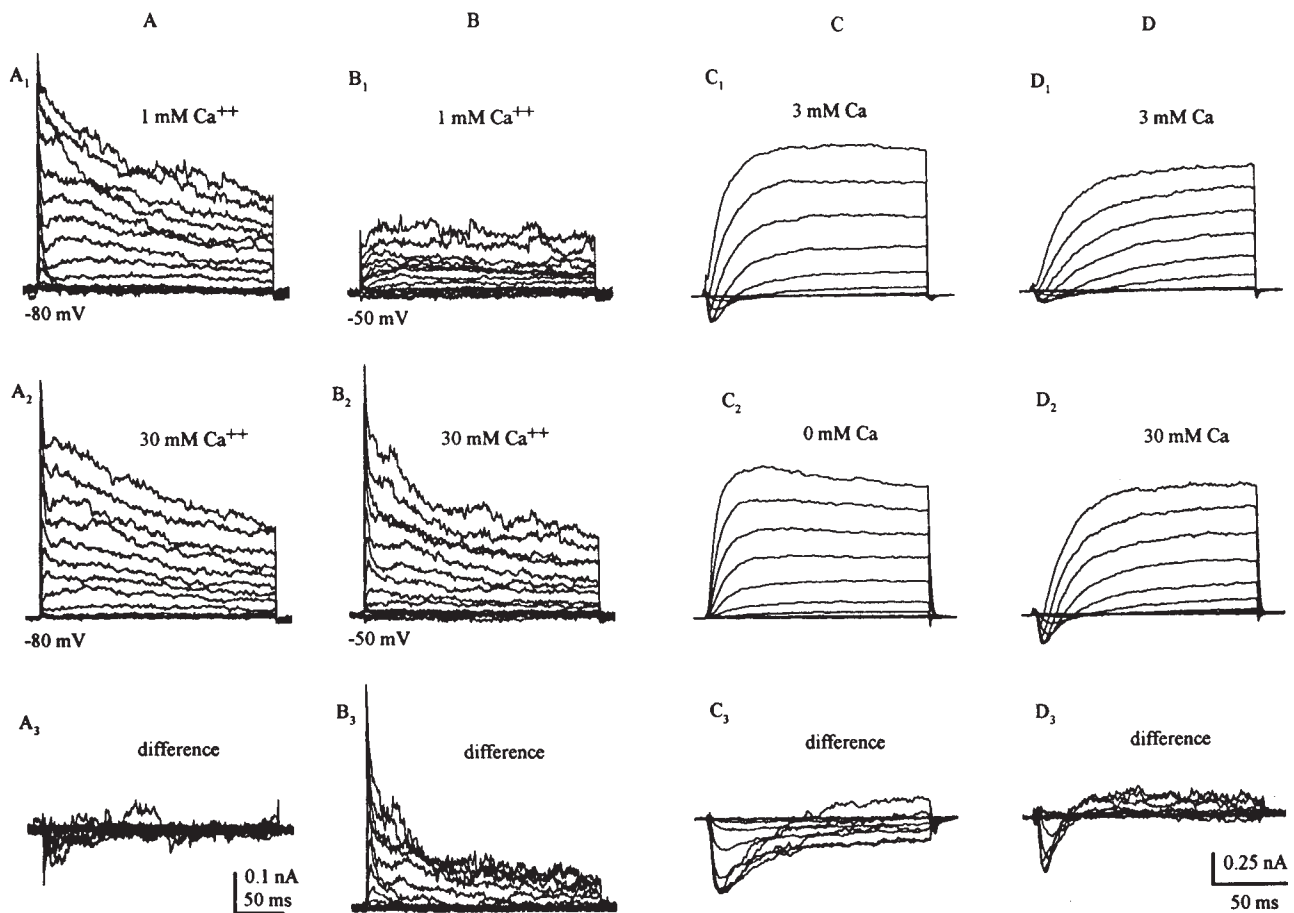 A
B
C
D
A₁
1 mM Ca⁺⁺
-80 mV
B₁
1 mM Ca⁺⁺
-50 mV
C₁
3 mM Ca
D₁
3 mM Ca
A₂
30 mM Ca⁺⁺
-80 mV
B₂
30 mM Ca⁺⁺
-50 mV
C₂
0 mM Ca
D₂
30 mM Ca
A₃
difference
0.1 nA
50 ms
B₃
difference
C₃
difference
D₃
difference
0.25 nA
50 ms